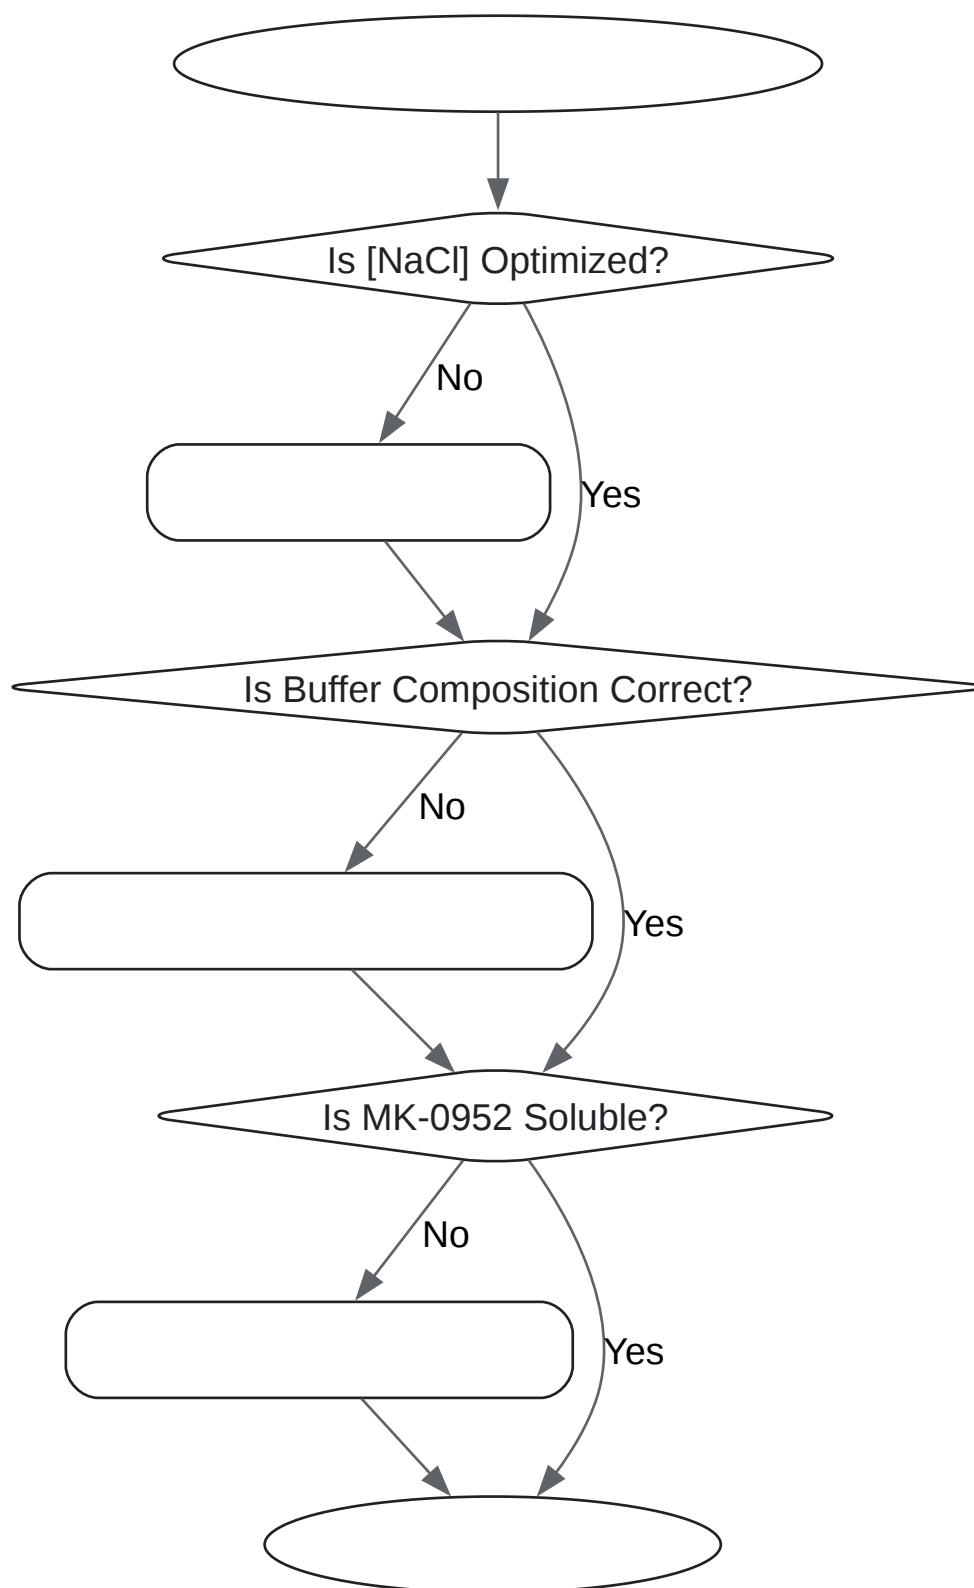 Is [NaCl] Optimized?
No
Yes
Is Buffer Composition Correct?
No
Yes
Is MK-0952 Soluble?
No
Yes